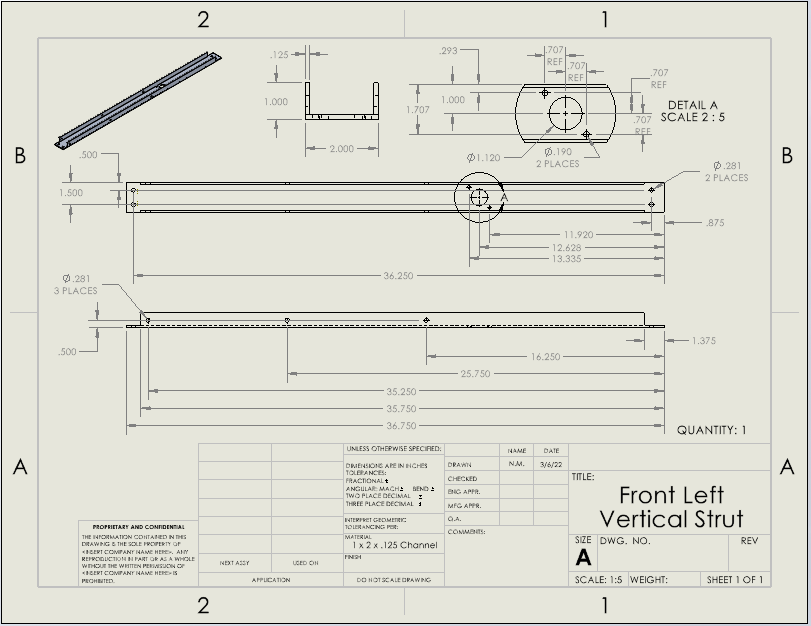 2
1
.125
1.000
2.000
.293
1.000
1.707
.707
REF
.707
REF
.707
REF
.707
REF
DETAIL A
SCALE 2 : 5
Ø1.120
Ø.190
2 PLACES
B
B
.500
1.500
A
Ø.281
2 PLACES
.875
11.920
12.628
13.335
36.250
Ø.281
3 PLACES
.500
1.375
16.250
25.750
35.250
35.750
36.750
QUANTITY: 1
A
A
UNLESS OTHERWISE SPECIFIED:
DIMENSIONS ARE IN INCHES
TOLERANCES:
FRACTIONAL ±
ANGULAR: MACH ± BEND ±
TWO PLACE DECIMAL ±
THREE PLACE DECIMAL ±
INTERPRET GEOMETRIC
TOLERANCING PER:
MATERIAL
1 x 2 x .125 Channel
FINISH
DO NOT SCALE DRAWING
NAME DATE
DRAWN N.M. 3/6/22
CHECKED
ENG APPR.
MFG APPR.
Q.A.
COMMENTS:
TITLE:
Front Left
Vertical Strut
SIZE DWG. NO. REV
A
SCALE: 1:5 WEIGHT: SHEET 1 OF 1
PROPRIETARY AND CONFIDENTIAL
THE INFORMATION CONTAINED IN THIS
DRAWING IS THE SOLE PROPERTY OF
<INSERT COMPANY NAME HERE>. ANY
REPRODUCTION IN PART OR AS A WHOLE
WITHOUT THE WRITTEN PERMISSION OF
<INSERT COMPANY NAME HERE> IS
PROHIBITED.
NEXT ASSY USED ON
APPLICATION
2
1